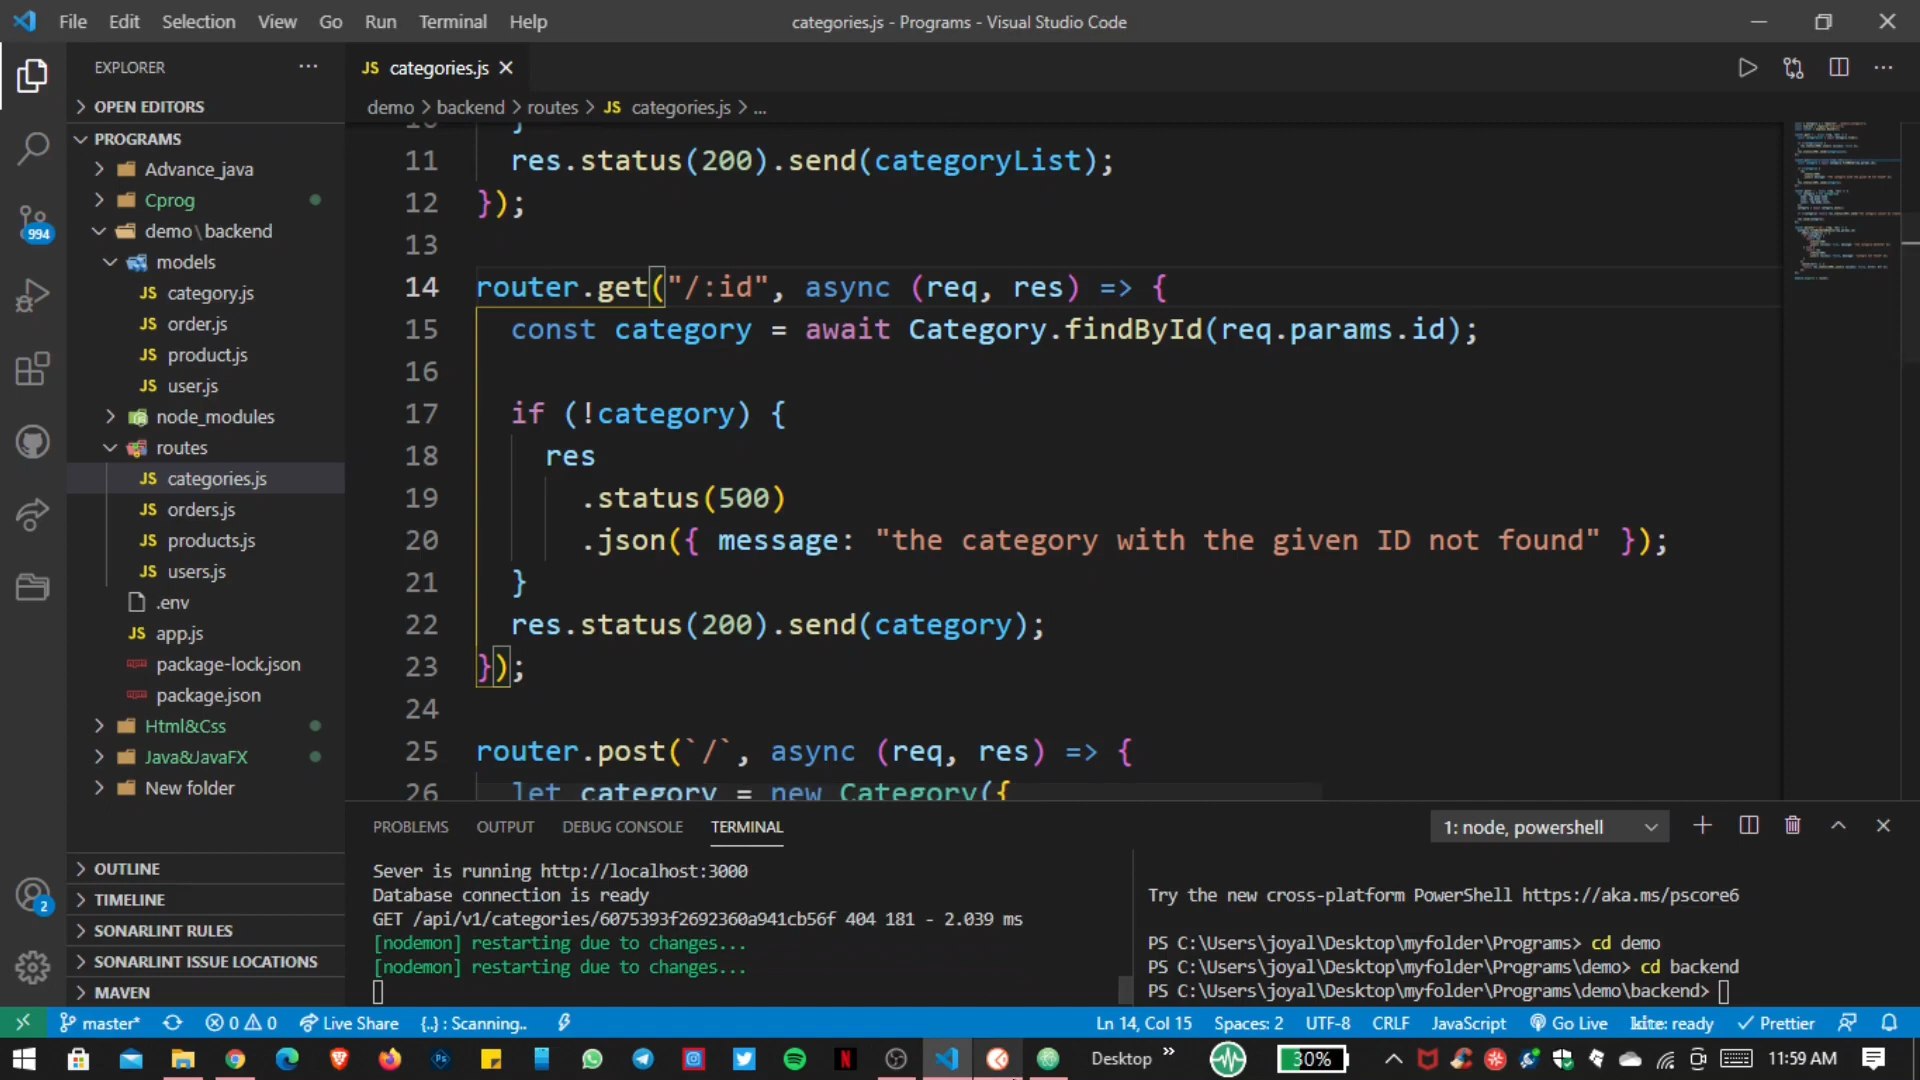 File Edit Selection View Go Run Terminal Help
categories.js - Programs - Visual Studio Code
EXPLORER
OPEN EDITORS
PROGRAMS
Advance_java
Cprog
demo\backend
models
JS category.js
JS order.js
JS product.js
JS user.js
node_modules
routes
JS categories.js
JS orders.js
JS products.js
JS users.js
.env
JS app.js
package-lock.json
package.json
Html&Css
Java&JavaFX
New folder
OUTLINE
TIMELINE
SONARLINT RULES
SONARLINT ISSUE LOCATIONS
MAVEN
994
2
JS categories.js
demo > backend > routes > JS categories.js > ...
10 }
11 res.status(200).send(categoryList);
12 });
13
14 router.get("/:id", async (req, res) => {
15 const category = await Category.findById(req.params.id);
16
17 if (!category) {
18 res
19 .status(500)
20 .json({ message: "the category with the given ID not found" });
21 }
22 res.status(200).send(category);
23 });
24
25 router.post(`/`, async (req, res) => {
26 let category = new Category({
PROBLEMS OUTPUT DEBUG CONSOLE TERMINAL
1: node, powershell
Sever is running http://localhost:3000
Database connection is ready
GET /api/v1/categories/6075393f2692360a941cb56f 404 181 - 2.039 ms
[nodemon] restarting due to changes...
[nodemon] restarting due to changes...
Try the new cross-platform PowerShell https://aka.ms/pscore6
PS C:\Users\joyal\Desktop\myfolder\Programs> cd demo
PS C:\Users\joyal\Desktop\myfolder\Programs\demo> cd backend
PS C:\Users\joyal\Desktop\myfolder\Programs\demo\backend>
master* 0 0 Live Share {..} : Scanning..
Ln 14, Col 15 Spaces: 2 UTF-8 CRLF JavaScript Go Live kite: ready Prettier
Desktop » 30% 11:59 AM